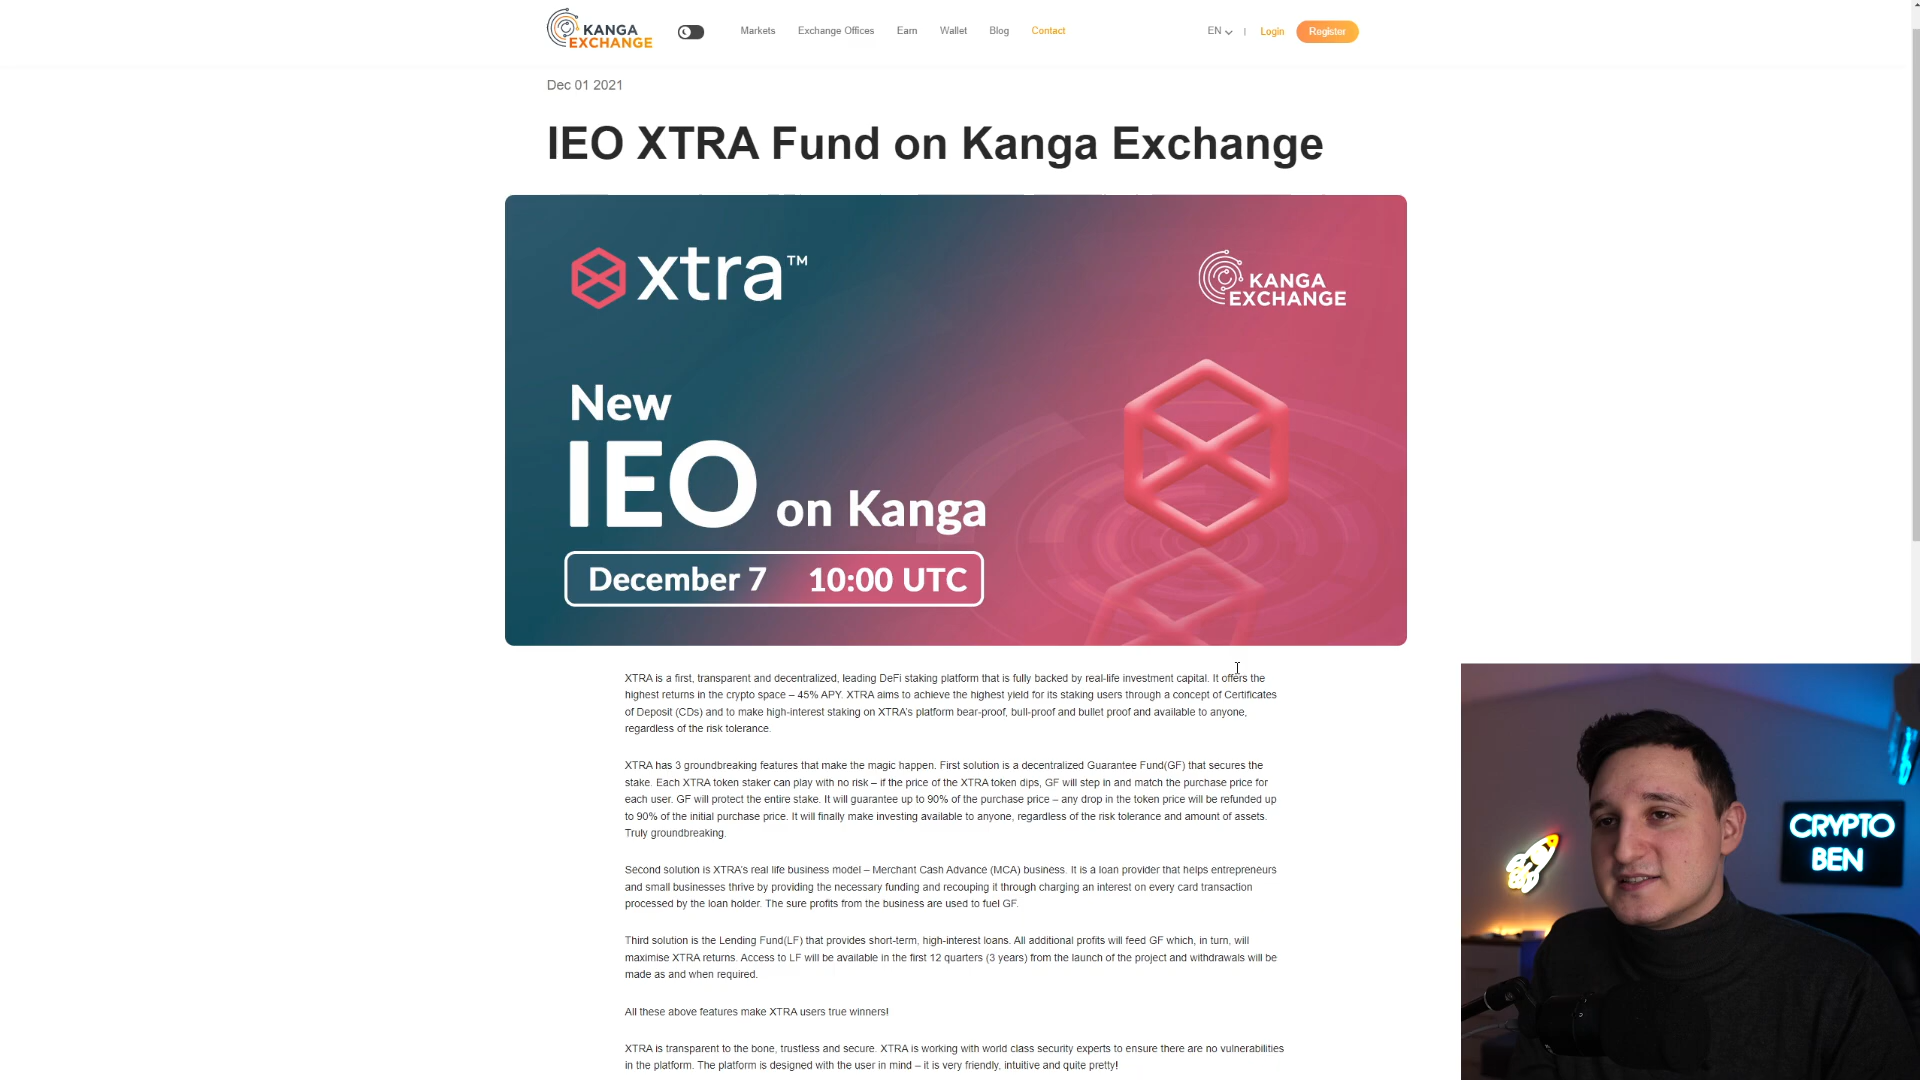 KANGA
EXCHANGE
Markets
Exchange Offices
Earn
Wallet
Blog
Contact
EN
Login
Register
Dec 01 2021
IEO XTRA Fund on Kanga Exchange
xtra™
KANGA
EXCHANGE
New
IEO on Kanga
December 7 10:00 UTC
XTRA is a first, transparent and decentralized, leading DeFi staking platform that is fully backed by real-life investment capital. It offers the
highest returns in the crypto space – 45% APY. XTRA aims to achieve the highest yield for its staking users through a concept of Certificates
of Deposit (CDs) and to make high-interest staking on XTRA's platform bear-proof, bull-proof and bullet proof and available to anyone,
regardless of the risk tolerance.
XTRA has 3 groundbreaking features that make the magic happen. First solution is a decentralized Guarantee Fund(GF) that secures the
stake. Each XTRA token staker can play with no risk – if the price of the XTRA token dips, GF will step in and match the purchase price for
each user. GF will protect the entire stake. It will guarantee up to 90% of the purchase price – any drop in the token price will be refunded up
to 90% of the initial purchase price. It will finally make investing available to anyone, regardless of the risk tolerance and amount of assets.
Truly groundbreaking.
Second solution is XTRA's real life business model – Merchant Cash Advance (MCA) business. It is a loan provider that helps entrepreneurs
and small businesses thrive by providing the necessary funding and recouping it through charging an interest on every card transaction
processed by the loan holder. The sure profits from the business are used to fuel GF.
Third solution is the Lending Fund(LF) that provides short-term, high-interest loans. All additional profits will feed GF which, in turn, will
maximise XTRA returns. Access to LF will be available in the first 12 quarters (3 years) from the launch of the project and withdrawals will be
made as and when required.
All these above features make XTRA users true winners!
XTRA is transparent to the bone, trustless and secure. XTRA is working with world class security experts to ensure there are no vulnerabilities
in the platform. The platform is designed with the user in mind – it is very friendly, intuitive and quite pretty!
CRYPTO
BEN